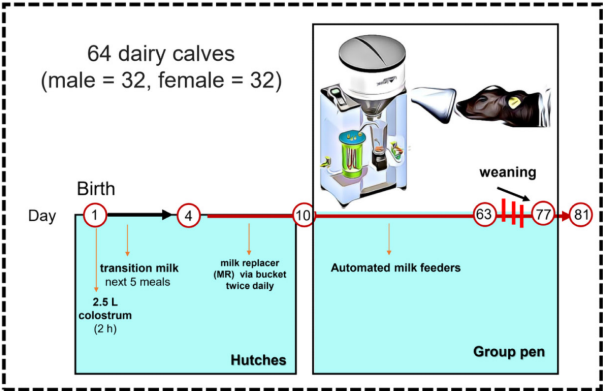 64 dairy calves
(male = 32, female = 32)
weaning
Birth
Day
1
4
10
63
77
81
transition milk
next 5 meals
milk replacer
(MR) via bucket
twice daily
Automated milk feeders
2.5 L
colostrum
(2 h)
Hutches
Group pen